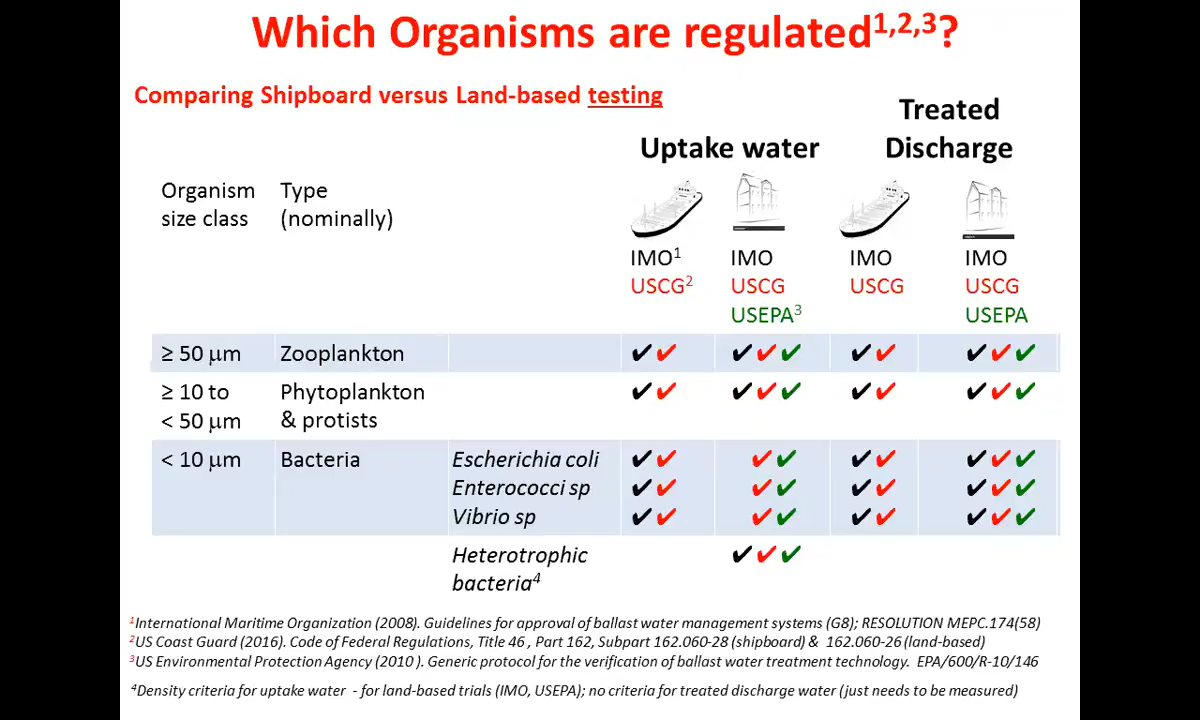 Which Organisms are regulated1,2,3?
Comparing Shipboard versus Land-based testing
Uptake water
Treated
Discharge
Organism
size class
Type
(nominally)
IMO1
USCG2
IMO
USCG
USEPA3
IMO
USCG
IMO
USCG
USEPA
≥ 50 μm Zooplankton ✔✔ ✔✔✔ ✔✔ ✔✔✔
≥ 10 to
< 50 μm
Phytoplankton
& protists
✔✔ ✔✔✔ ✔✔ ✔✔✔
< 10 μm Bacteria Escherichia coli ✔✔ ✔✔ ✔✔ ✔✔✔
Enterococci sp ✔✔ ✔✔ ✔✔ ✔✔✔
Vibrio sp ✔✔ ✔✔ ✔✔ ✔✔✔
Heterotrophic
bacteria4
✔✔✔
1International Maritime Organization (2008). Guidelines for approval of ballast water management systems (G8); RESOLUTION MEPC.174(58)
2US Coast Guard (2016). Code of Federal Regulations, Title 46 , Part 162, Subpart 162.060-28 (shipboard) & 162.060-26 (land-based)
3US Environmental Protection Agency (2010 ). Generic protocol for the verification of ballast water treatment technology. EPA/600/R-10/146
4Density criteria for uptake water - for land-based trials (IMO, USEPA); no criteria for treated discharge water (just needs to be measured)